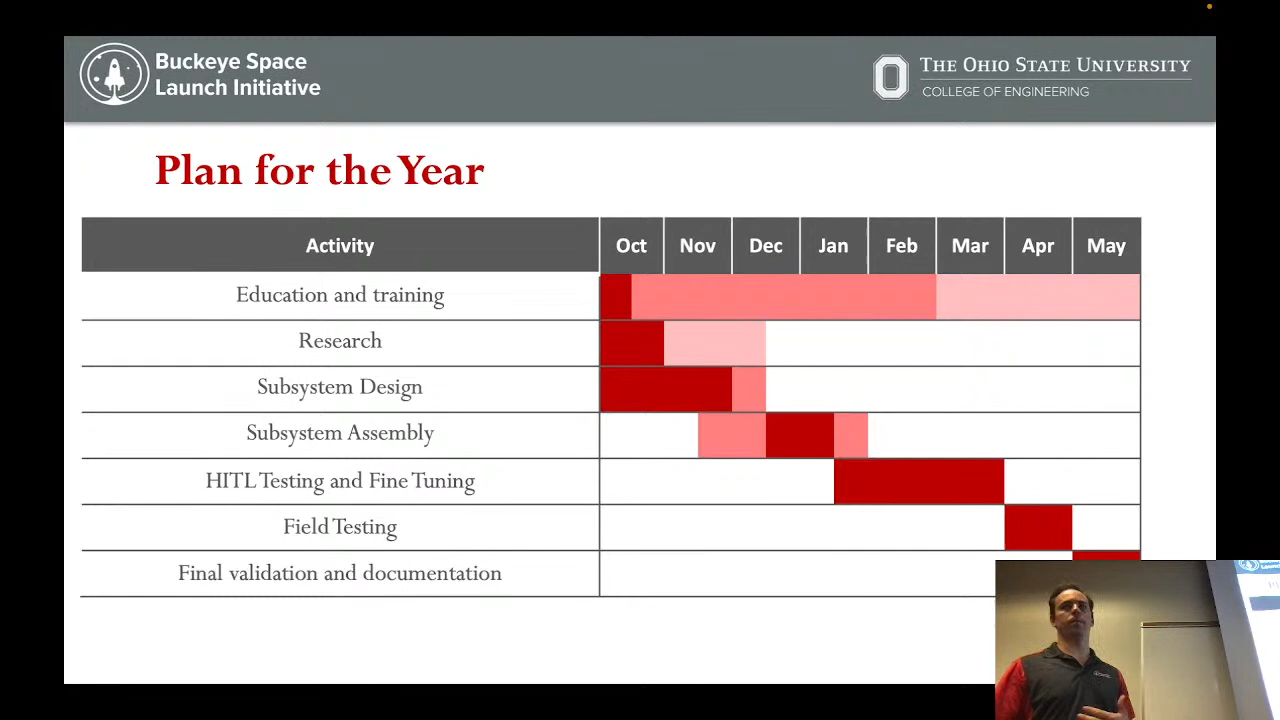 Buckeye Space
Launch Initiative
THE OHIO STATE UNIVERSITY
COLLEGE OF ENGINEERING
Plan for the Year
Activity Oct Nov Dec Jan Feb Mar Apr May
Education and training
Research
Subsystem Design
Subsystem Assembly
HITL Testing and Fine Tuning
Field Testing
Final validation and documentation